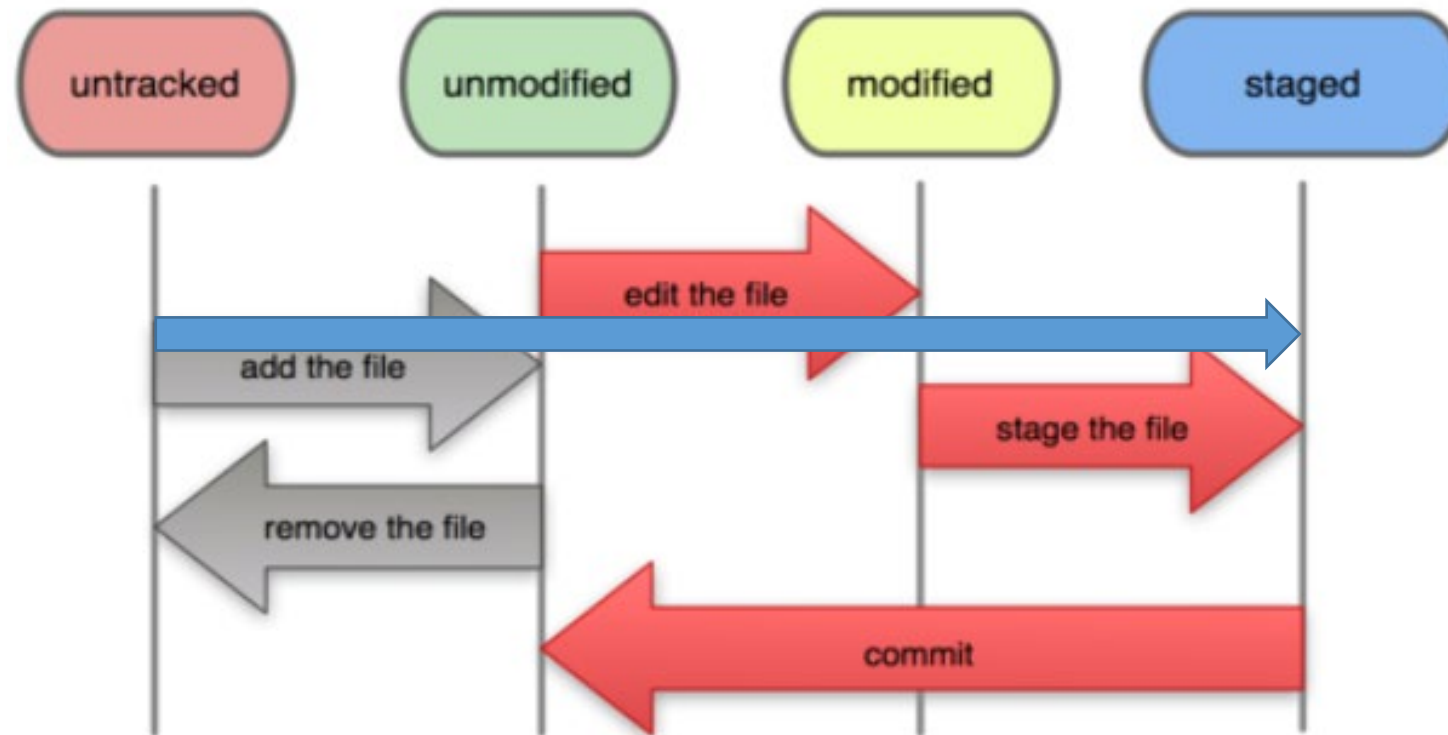 untracked
unmodified
modified
staged
edit the file
add the file
stage the file
remove the file
commit